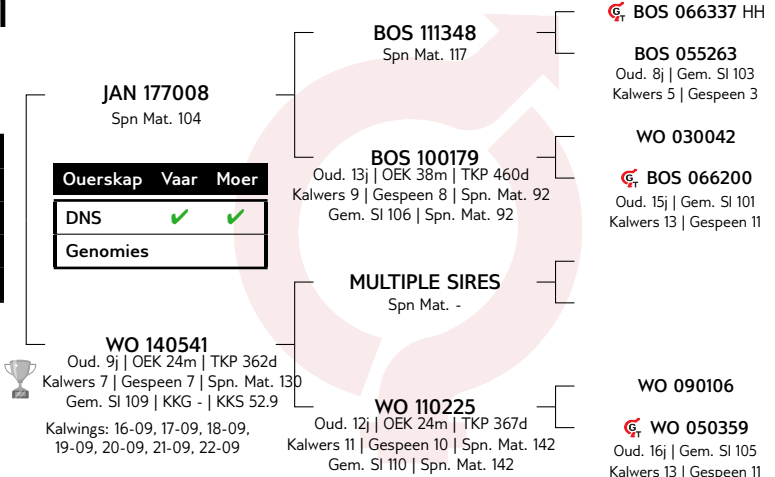 JAN 177008
Spn Mat. 104
Ouerskap Vaar Moer
DNS ✔ ✔
Genomies
WO 140541
Oud. 9j | OEK 24m | TKP 362d
Kalwers 7 | Gespeen 7 | Spn. Mat. 130
Gem. SI 109 | KKG - | KKS 52.9
Kalwings: 16-09, 17-09, 18-09,
19-09, 20-09, 21-09, 22-09
BOS 111348
Spn Mat. 117
BOS 100179
Oud. 13j | OEK 38m | TKP 460d
Kalwers 9 | Gespeen 8 | Spn. Mat. 92
Gem. SI 106 | Spn. Mat. 92
MULTIPLE SIRES
Spn Mat. -
WO 110225
Oud. 12j | OEK 24m | TKP 367d
Kalwers 11 | Gespeen 10 | Spn. Mat. 142
Gem. SI 110 | Spn. Mat. 142
GT BOS 066337 HH
BOS 055263
Oud. 8j | Gem. SI 103
Kalwers 5 | Gespeen 3
WO 030042
GT BOS 066200
Oud. 15j | Gem. SI 101
Kalwers 13 | Gespeen 11
WO 090106
GT WO 050359
Oud. 16j | Gem. SI 105
Kalwers 13 | Gespeen 11